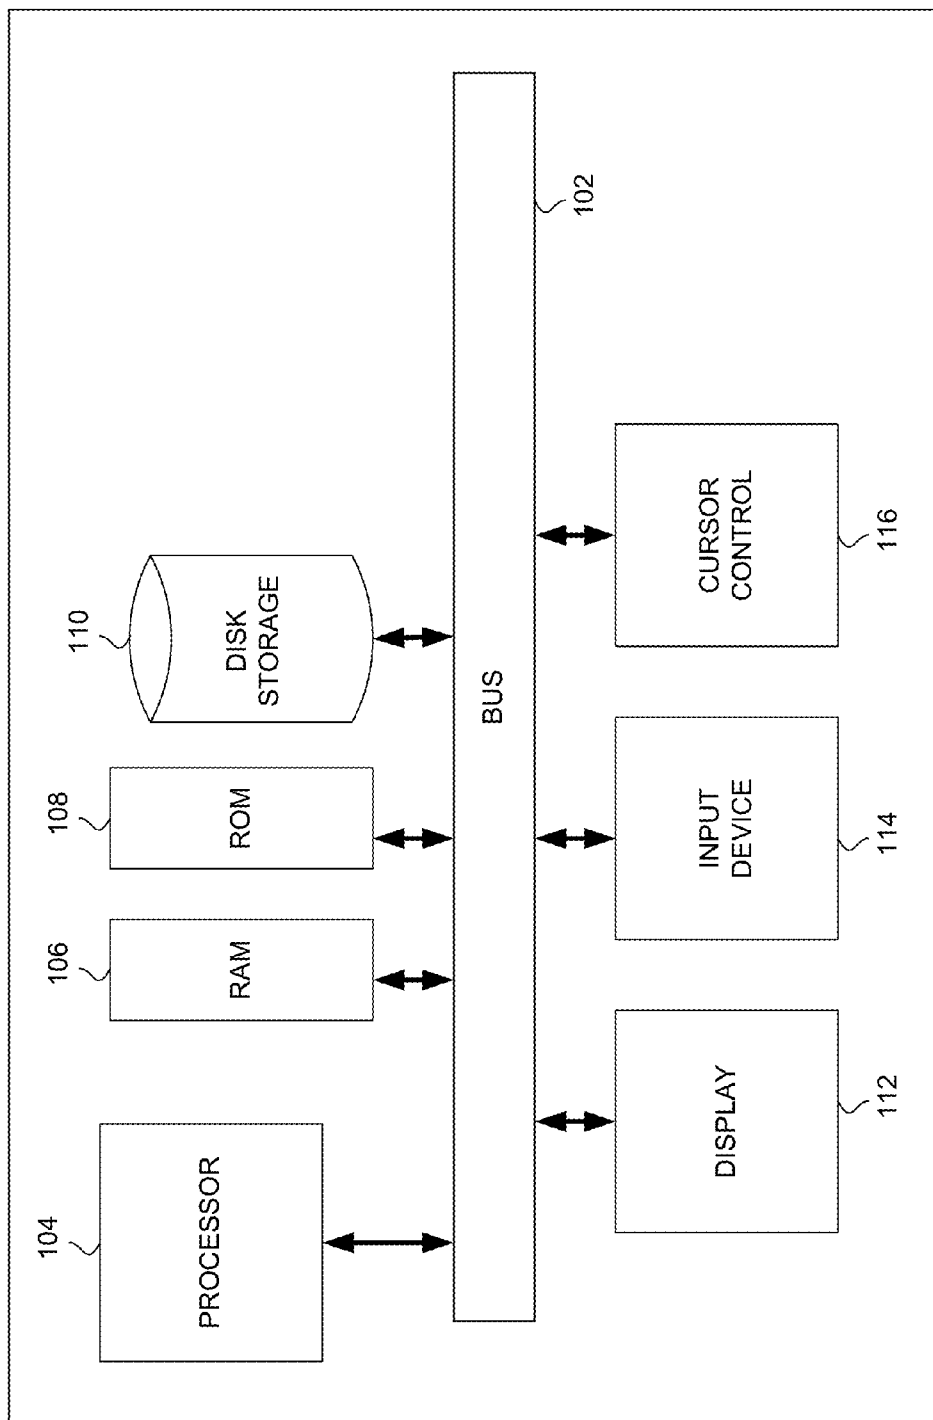 104
106
108
110
PROCESSOR
RAM
ROM
DISK
STORAGE
BUS
102
DISPLAY
INPUT
DEVICE
CURSOR
CONTROL
112
114
116